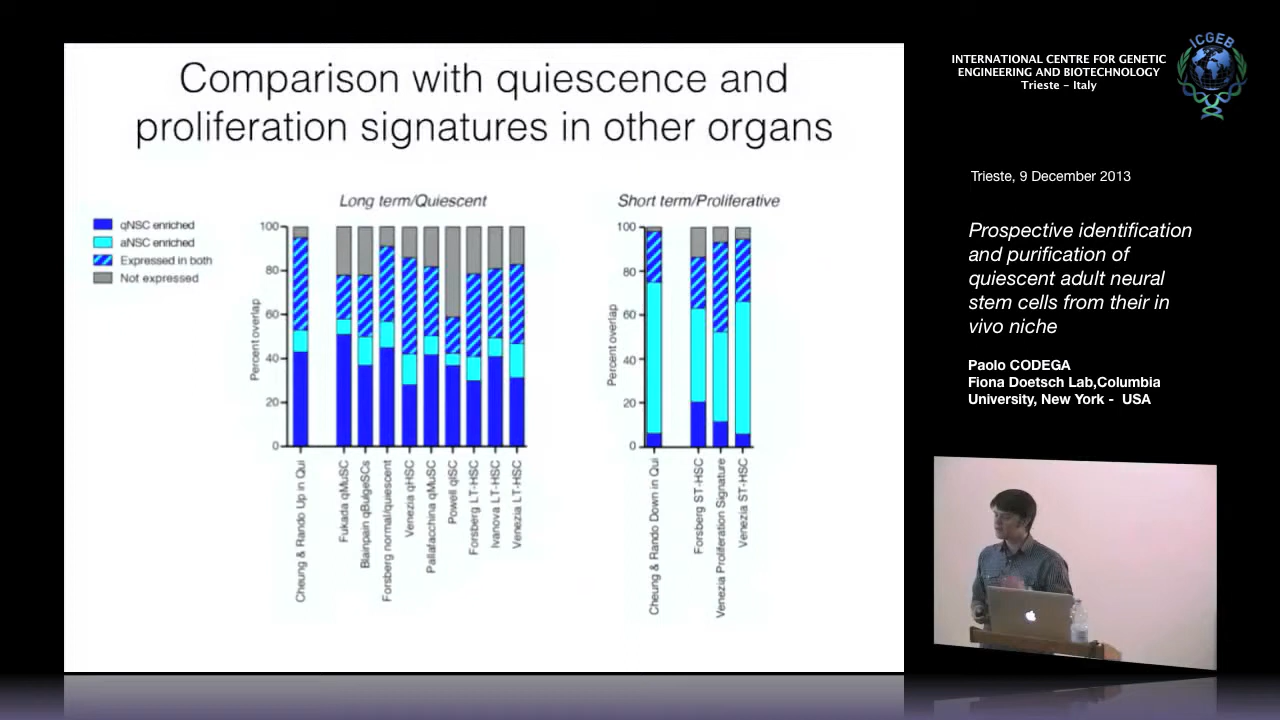 Comparison with quiescence and
proliferation signatures in other organs
qNSC enriched
aNSC enriched
Expressed in both
Not expressed
Long term/Quiescent
Percent overlap
100
80
60
40
20
0
Cheung & Rando Up in Qui
Fukada qMuSC
Blainpain qBulgeSCs
Forsberg normal/quiescent
Venezia qHSC
Pallafacchina qMuSC
Powell qISC
Forsberg LT-HSC
Ivanova LT-HSC
Venezia LT-HSC
Short term/Proliferative
Percent overlap
100
80
60
40
20
0
Cheung & Rando Down in Qui
Forsberg ST-HSC
Venezia Proliferation Signature
Venezia ST-HSC
INTERNATIONAL CENTRE FOR GENETIC
ENGINEERING AND BIOTECHNOLOGY
Trieste - Italy
ICGEB
Trieste, 9 December 2013
Prospective identification
and purification of
quiescent adult neural
stem cells from their in
vivo niche
Paolo CODEGA
Fiona Doetsch Lab,Columbia
University, New York - USA